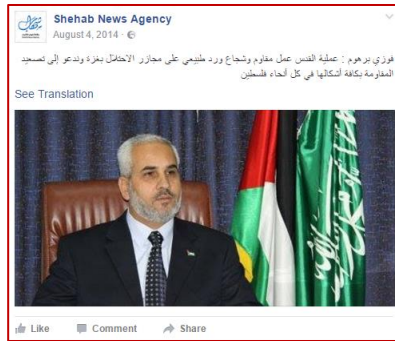 Shehab News Agency
August 4, 2014
فوزي برهوم : عملية القدس عمل مقاوم وشجاع ورد طبيعي على مجازر الاحتلال بغزة وندعو إلى تصعيد
المقاومة بكافة أشكالها في كل أنحاء فلسطين
See Translation
Like Comment Share